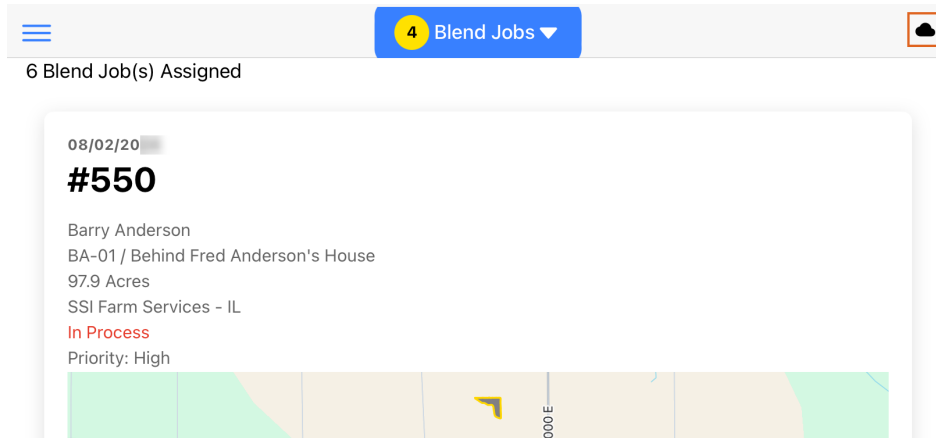 4 Blend Jobs
6 Blend Job(s) Assigned
08/02/20
#550
Barry Anderson
BA-01 / Behind Fred Anderson's House
97.9 Acres
SSI Farm Services - IL
In Process
Priority: High
000 E